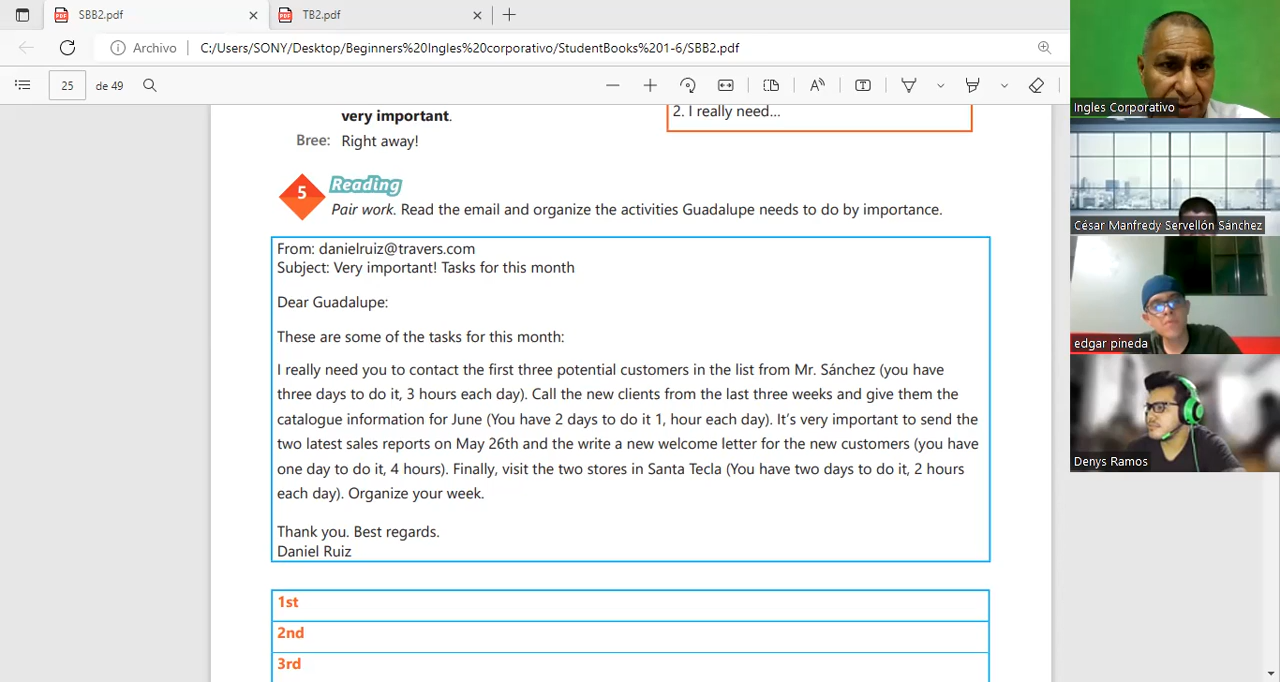 SBB2.pdf
TB2.pdf
Archivo
C:/Users/SONY/Desktop/Beginners%20Ingles%20corporativo/StudentBooks%201-6/SBB2.pdf
25
de 49
very important.
Bree: Right away!
2. I really need...
5
Reading
Pair work. Read the email and organize the activities Guadalupe needs to do by importance.
From: danielruiz@travers.com
Subject: Very important! Tasks for this month
Dear Guadalupe:
These are some of the tasks for this month:
I really need you to contact the first three potential customers in the list from Mr. Sánchez (you have
three days to do it, 3 hours each day). Call the new clients from the last three weeks and give them the
catalogue information for June (You have 2 days to do it 1, hour each day). It's very important to send the
two latest sales reports on May 26th and the write a new welcome letter for the new customers (you have
one day to do it, 4 hours). Finally, visit the two stores in Santa Tecla (You have two days to do it, 2 hours
each day). Organize your week.
Thank you. Best regards.
Daniel Ruiz
1st
2nd
3rd
Ingles Corporativo
César Manfredy Servellón Sánchez
edgar pineda
Denys Ramos